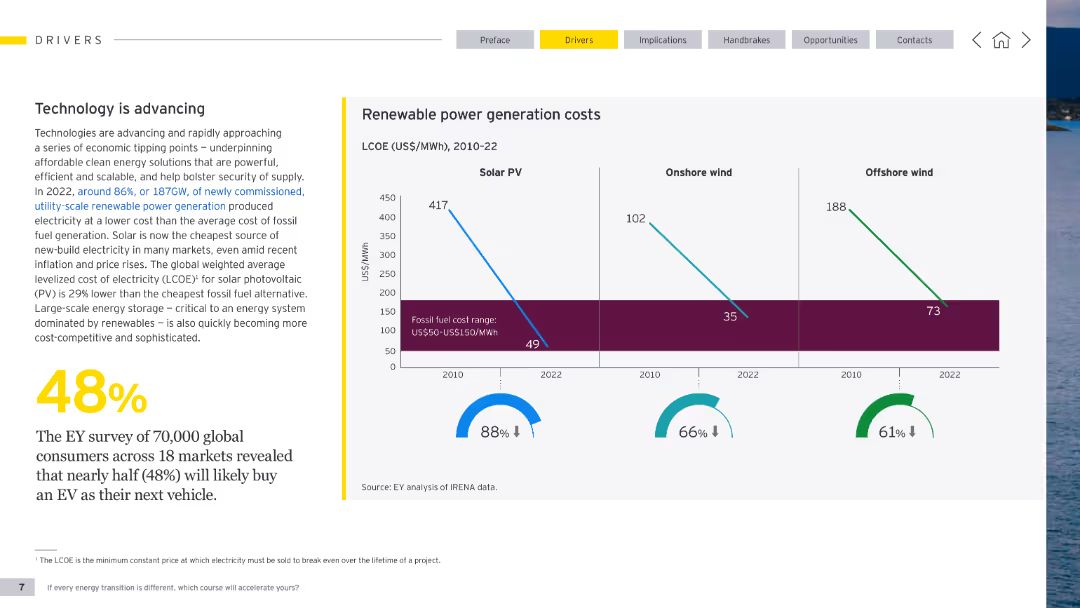 DRIVERS
Preface
Drivers
Implications
Handbrakes
Opportunities
Contacts
Technology is advancing
Technologies are advancing and rapidly approaching
a series of economic tipping points — underpinning
affordable clean energy solutions that are powerful,
efficient and scalable, and help bolster security of supply.
In 2022, around 86%, or 187GW, of newly commissioned,
utility-scale renewable power generation produced
electricity at a lower cost than the average cost of fossil
fuel generation. Solar is now the cheapest source of
new-build electricity in many markets, even amid recent
inflation and price rises. The global weighted average
levelized cost of electricity (LCOE)¹ for solar photovoltaic
(PV) is 29% lower than the cheapest fossil fuel alternative.
Large-scale energy storage — critical to an energy system
dominated by renewables — is also quickly becoming more
cost-competitive and sophisticated.
48%
The EY survey of 70,000 global
consumers across 18 markets revealed
that nearly half (48%) will likely buy
an EV as their next vehicle.
Renewable power generation costs
LCOE (US$/MWh), 2010-22
Solar PV
Onshore wind
Offshore wind
US$/MWh
450
400
350
300
250
200
150
100
50
0
417
49
102
35
188
73
Fossil fuel cost range:
US$50-US$150/MWh
2010
2022
2010
2022
2010
2022
88%
66%
61%
Source: EY analysis of IRENA data.
¹ The LCOE is the minimum constant price at which electricity must be sold to break even over the lifetime of a project.
7
If every energy transition is different, which course will accelerate yours?